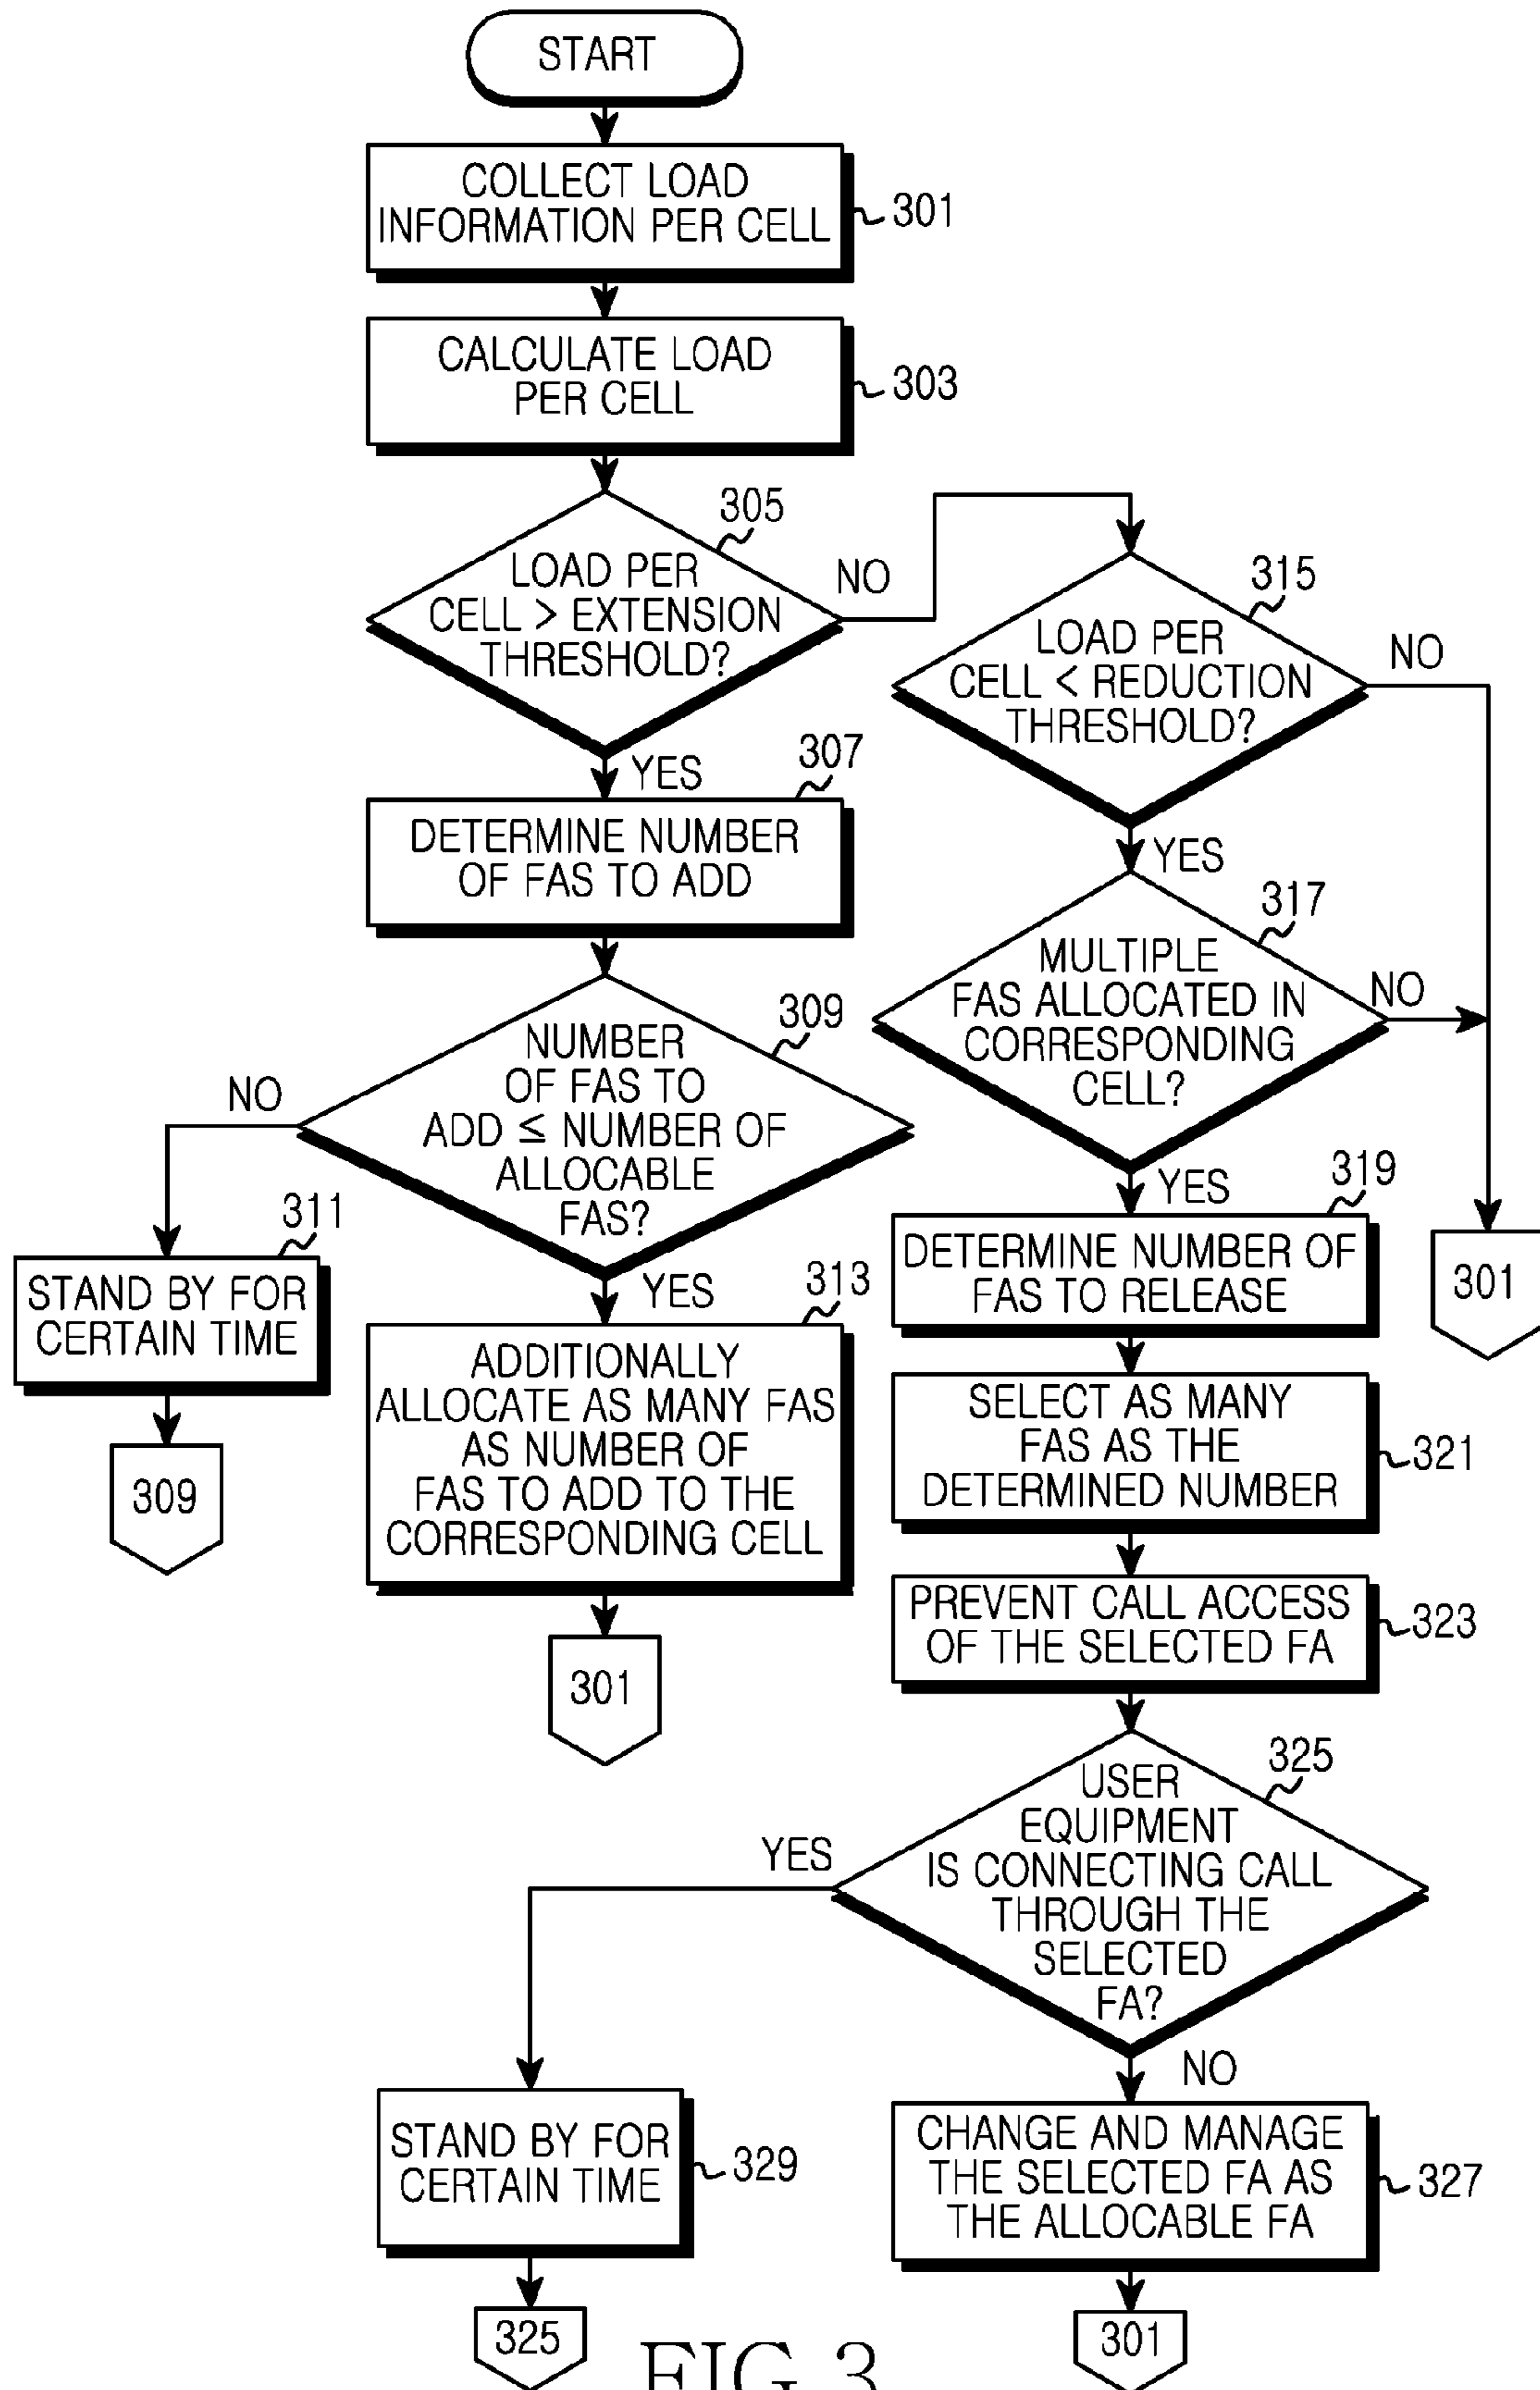 START
COLLECT LOAD
INFORMATION PER CELL
301
CALCULATE LOAD
PER CELL
303
305
LOAD PER
CELL > EXTENSION
THRESHOLD?
NO
YES
315
LOAD PER
CELL < REDUCTION
THRESHOLD?
NO
YES
307
DETERMINE NUMBER
OF FAS TO ADD
317
MULTIPLE
FAS ALLOCATED IN
CORRESPONDING
CELL?
NO
YES
309
NUMBER
OF FAS TO
ADD ≤ NUMBER OF
ALLOCABLE
FAS?
NO
YES
311
STAND BY FOR
CERTAIN TIME
309
313
ADDITIONALLY
ALLOCATE AS MANY FAS
AS NUMBER OF
FAS TO ADD TO THE
CORRESPONDING CELL
301
319
DETERMINE NUMBER OF
FAS TO RELEASE
301
SELECT AS MANY
FAS AS THE
DETERMINED NUMBER
321
PREVENT CALL ACCESS
OF THE SELECTED FA
323
325
USER
EQUIPMENT
IS CONNECTING CALL
THROUGH THE
SELECTED
FA?
YES
NO
STAND BY FOR
CERTAIN TIME
329
325
CHANGE AND MANAGE
THE SELECTED FA AS
THE ALLOCABLE FA
327
301
FIG.3